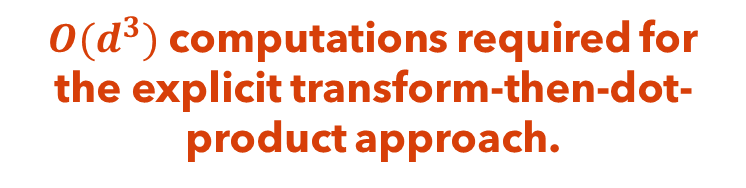 O(d³) computations required for
the explicit transform-then-dot-
product approach.